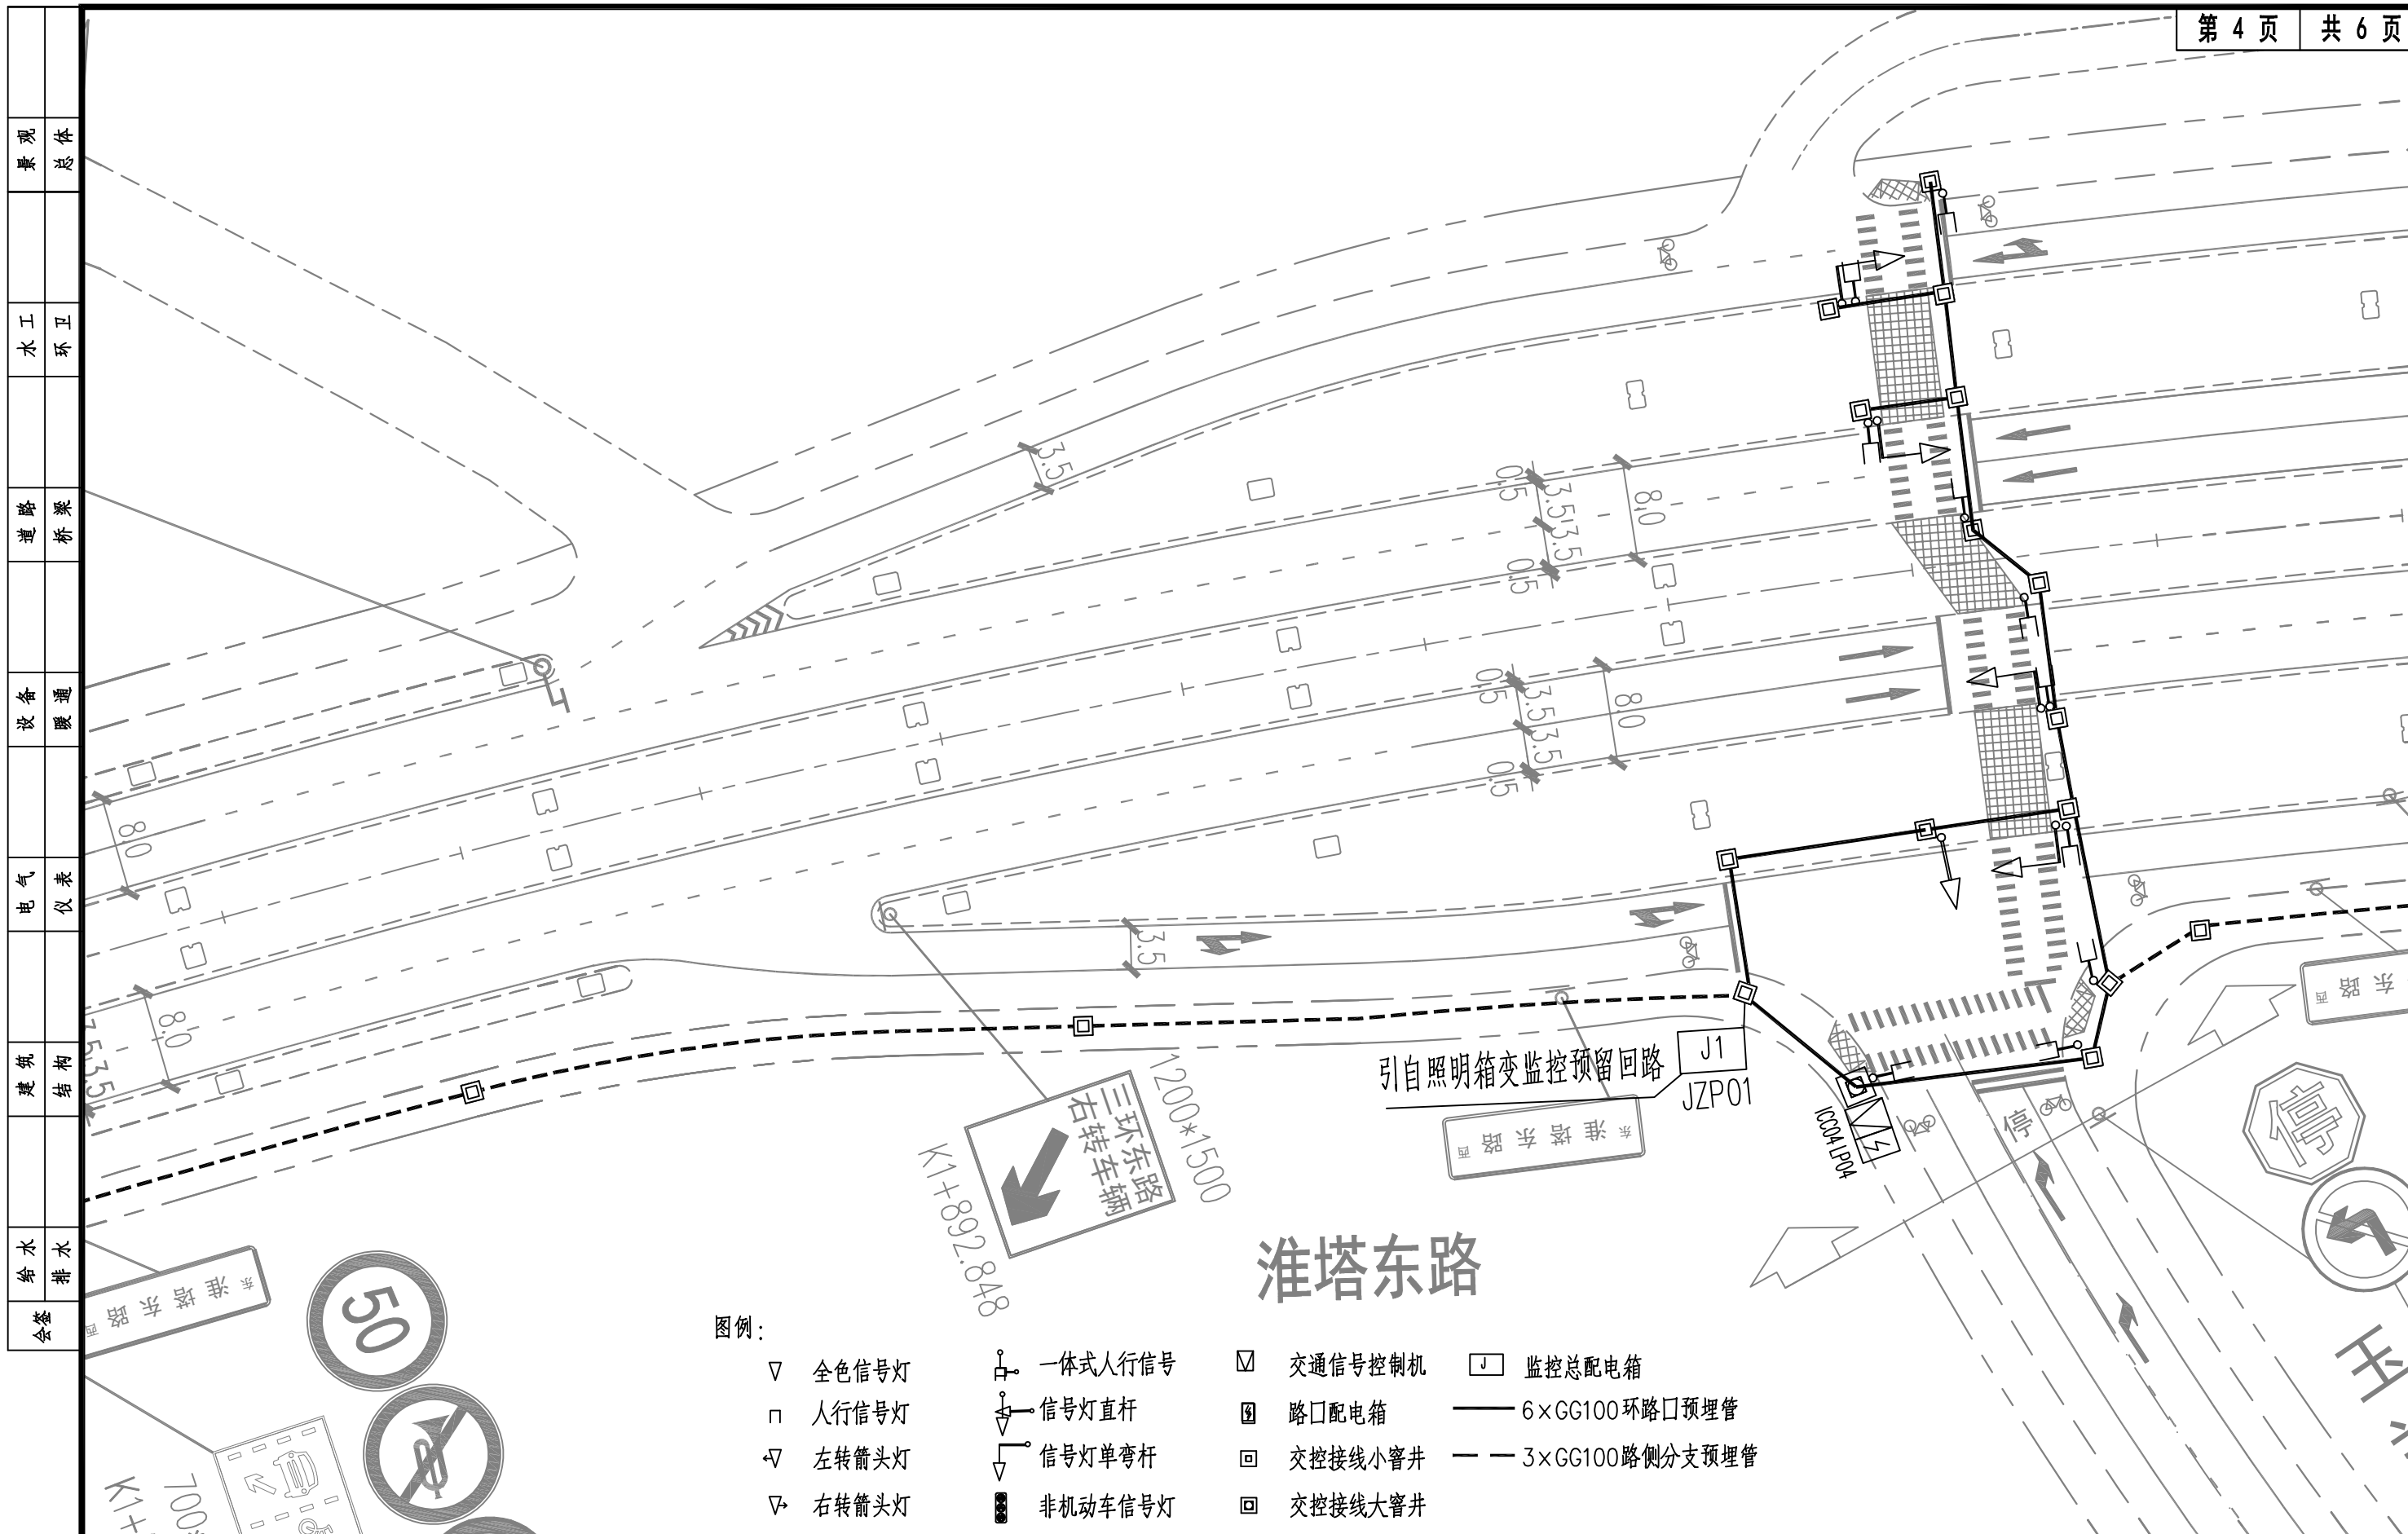 第 4 页 共 6 页
景 观
总 体
水 工
环 卫
道 路
桥 梁
设 备
暖 通
电 气
仪 表
建 筑
结 构
给 水
排 水
会签
3.5
0.5
3.5
3.5
0.5
8.0
0.5
3.5
3.5
0.5
8.0
8.0
8.0
3.5
3.5
引自照明箱变监控预留回路
J1
JZP01
ICC04
LP04
三环东路
右转车辆
1200*1500
K1+892.848
东 淮 塔 东 路 西
停
停
东 路 西
淮塔东路
东 淮 塔 东 路 西
50
K1+
700*
图例：
全色信号灯
一体式人行信号
交通信号控制机
J
监控总配电箱
人行信号灯
信号灯直杆
路口配电箱
6×GG100环路口预埋管
左转箭头灯
信号灯单弯杆
交控接线小窨井
3×GG100路侧分支预埋管
右转箭头灯
非机动车信号灯
交控接线大窨井